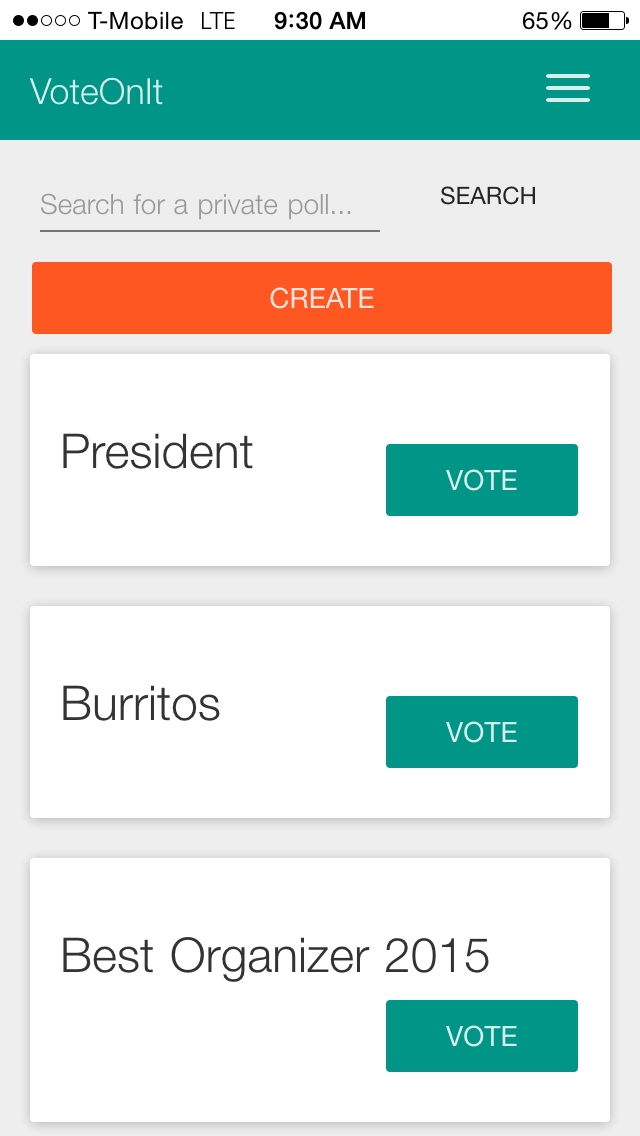 T-Mobile LTE 9:30 AM 65%
VoteOnIt
Search for a private poll... SEARCH
CREATE
President
VOTE
Burritos
VOTE
Best Organizer 2015
VOTE